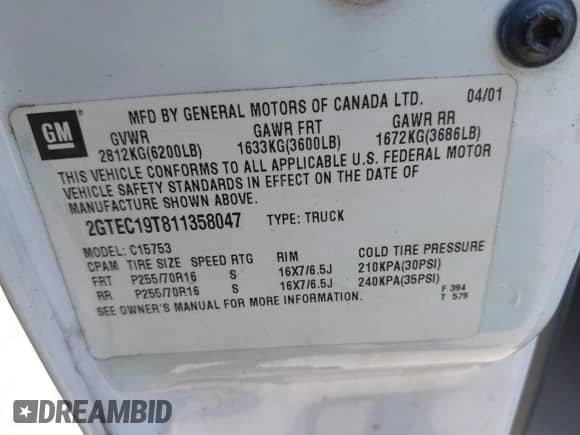 04/01
MFD BY GENERAL MOTORS OF CANADA LTD.
GM
GVWR GAWR FRT GAWR RR
2812KG(6200LB) 1633KG(3600LB) 1672KG(3686LB)
THIS VEHICLE CONFORMS TO ALL APPLICABLE U.S. FEDERAL MOTOR
VEHICLE SAFETY STANDARDS IN EFFECT ON THE DATE OF
MANUFACTURE SHOWN ABOVE.
2GTEC19T811358047 TYPE: TRUCK
MODEL: C15753
CPAM TIRE SIZE SPEED RTG RIM COLD TIRE PRESSURE
FRT P255/70R16 S 16X7/6.5J 210KPA(30PSI)
RR P255/70R16 S 16X7/6.5J 240KPA(35PSI)
SEE OWNER'S MANUAL FOR MORE INFORMATION.
F 394
T 579
DREAMBID